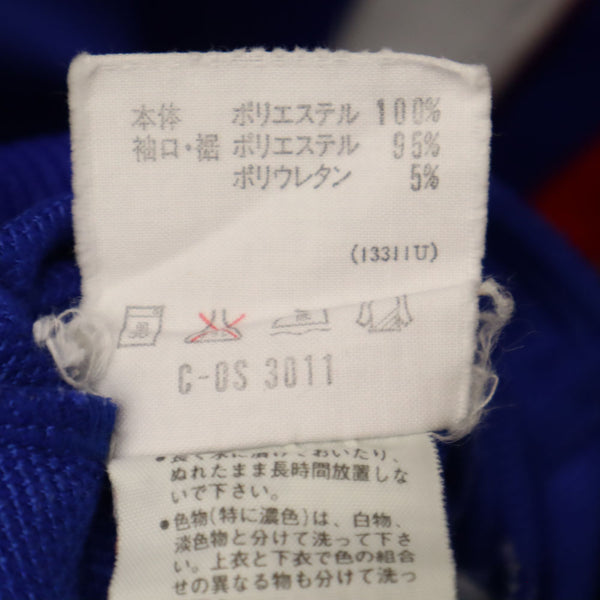 本体 ポリエステル 100%
袖口・裾 ポリエステル 95%
ポリウレタン 5%
(13311U)
C-OS 3011
ぬれたまま長時間放置しな
いで下さい。
●色物(特に濃色)は、白物、
淡色物と分けて洗って下さ
い。上衣と下衣で色の組合
せの異なる物も分けて洗っ